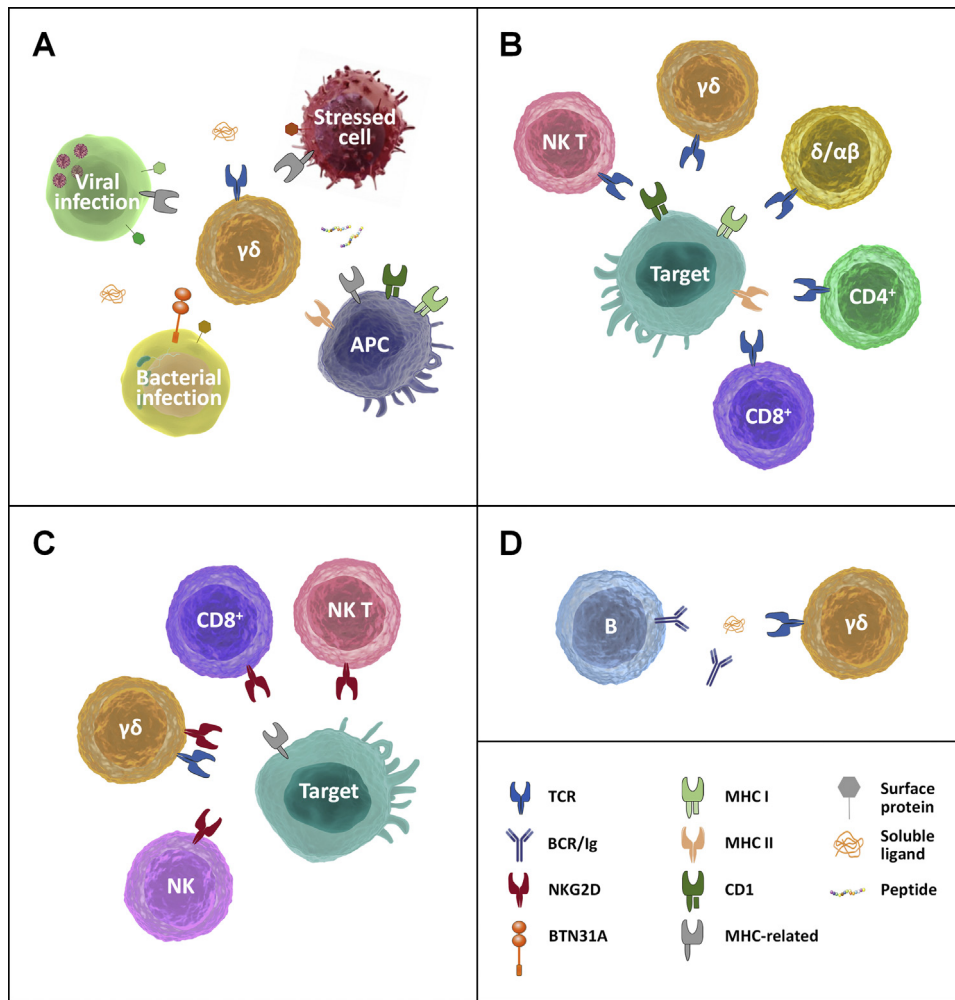 A
Stressed
cell
Viral
infection
γδ
APC
Bacterial
infection
B
γδ
NK T
δ/αβ
Target
CD4+
CD8+
C
CD8+
NK T
γδ
Target
NK
D
B
γδ
TCR
BCR/Ig
NKG2D
BTN31A
MHC I
MHC II
CD1
MHC-related
Surface
protein
Soluble
ligand
Peptide